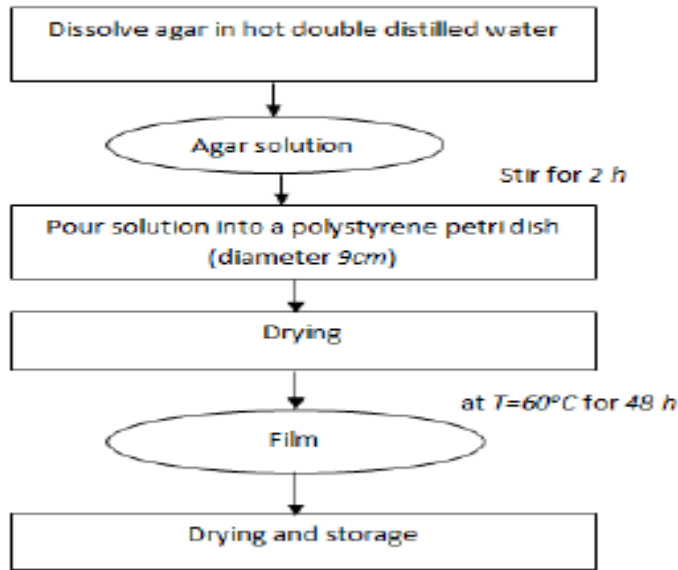 Dissolve agar in hot double distilled water
Agar solution
Stir for 2 h
Pour solution into a polystyrene petri dish
(diameter 9cm)
Drying
at T=60°C for 48 h
Film
Drying and storage